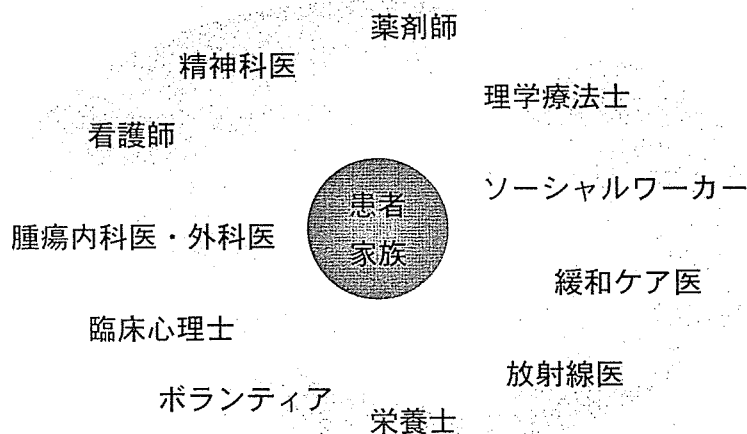 薬剤師
精神科医
理学療法士
看護師
ソーシャルワーカー
患者
家族
腫瘍内科医・外科医
緩和ケア医
臨床心理士
放射線医
ボランティア
栄養士